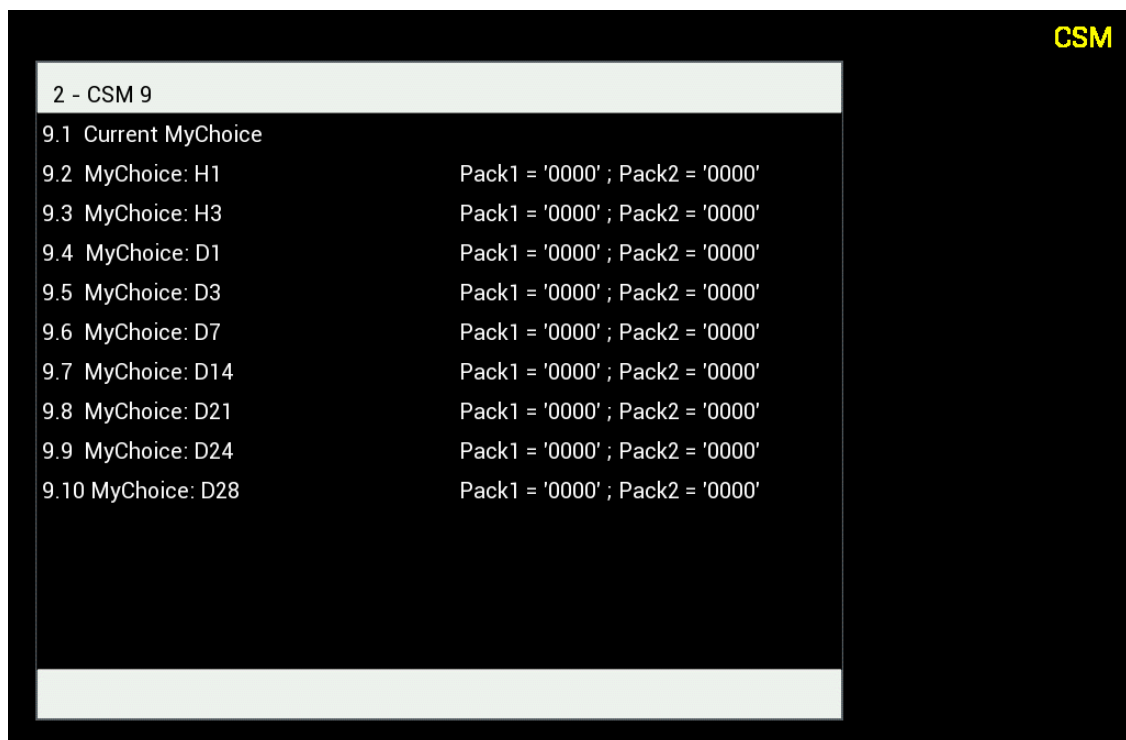 CSM
2 - CSM 9
9.1 Current MyChoice
9.2 MyChoice: H1 Pack1 = '0000' ; Pack2 = '0000'
9.3 MyChoice: H3 Pack1 = '0000' ; Pack2 = '0000'
9.4 MyChoice: D1 Pack1 = '0000' ; Pack2 = '0000'
9.5 MyChoice: D3 Pack1 = '0000' ; Pack2 = '0000'
9.6 MyChoice: D7 Pack1 = '0000' ; Pack2 = '0000'
9.7 MyChoice: D14 Pack1 = '0000' ; Pack2 = '0000'
9.8 MyChoice: D21 Pack1 = '0000' ; Pack2 = '0000'
9.9 MyChoice: D24 Pack1 = '0000' ; Pack2 = '0000'
9.10 MyChoice: D28 Pack1 = '0000' ; Pack2 = '0000'